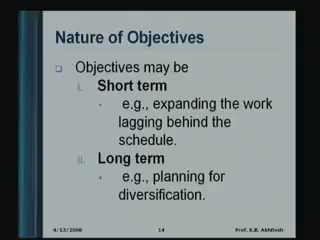 Nature of Objectives
Objectives may be
i. Short term
e.g., expanding the work
lagging behind the
schedule.
ii. Long term
e.g., planning for
diversification.
6/13/2006 14 Prof. K.B. Akhilesh